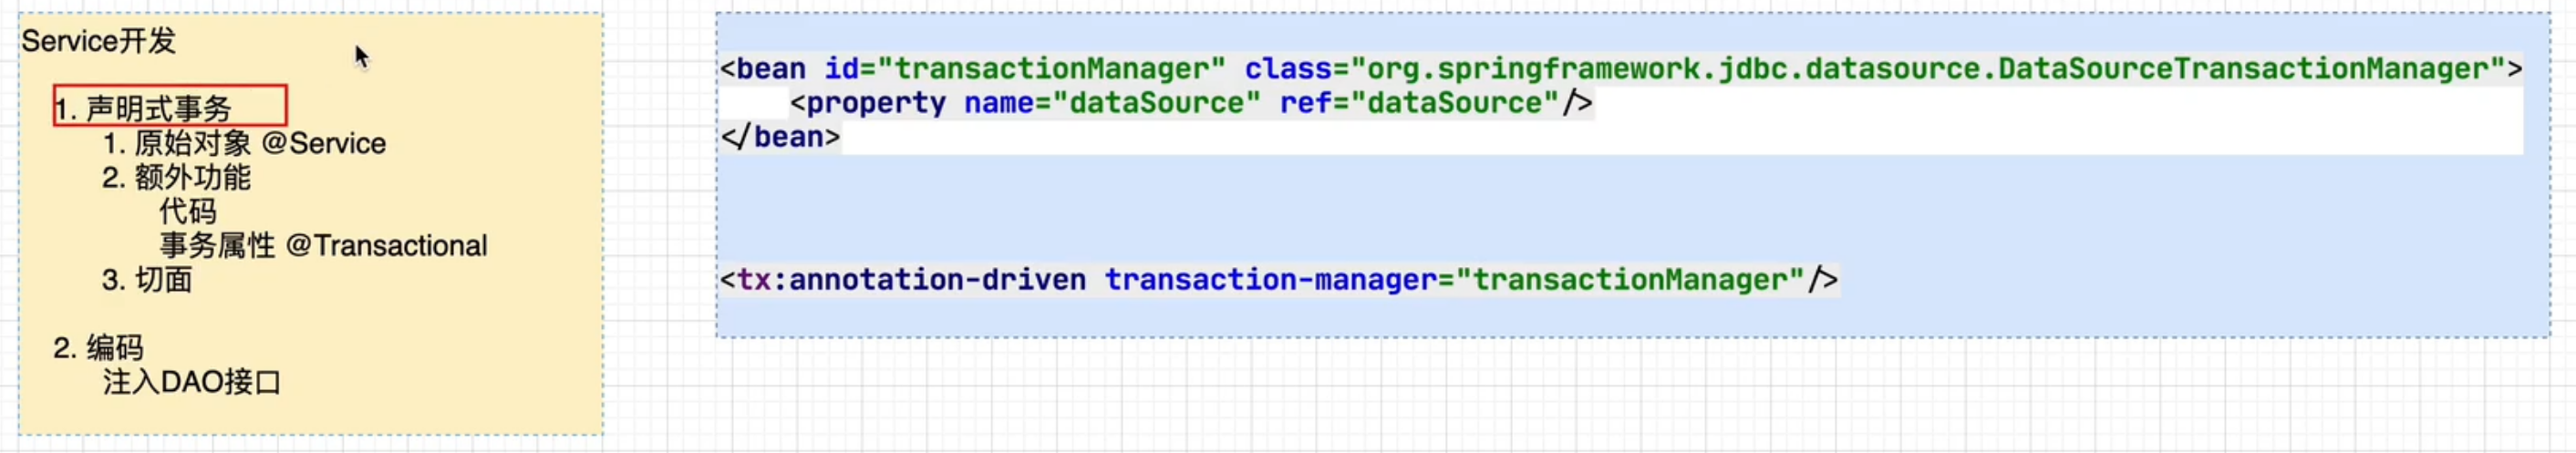 Service开发
1. 声明式事务
1. 原始对象 @Service
2. 额外功能
代码
事务属性 @Transactional
3. 切面
2. 编码
注入DAO接口
<bean id="transactionManager" class="org.springframework.jdbc.datasource.DataSourceTransactionManager">
<property name="dataSource" ref="dataSource"/>
</bean>
<tx:annotation-driven transaction-manager="transactionManager"/>